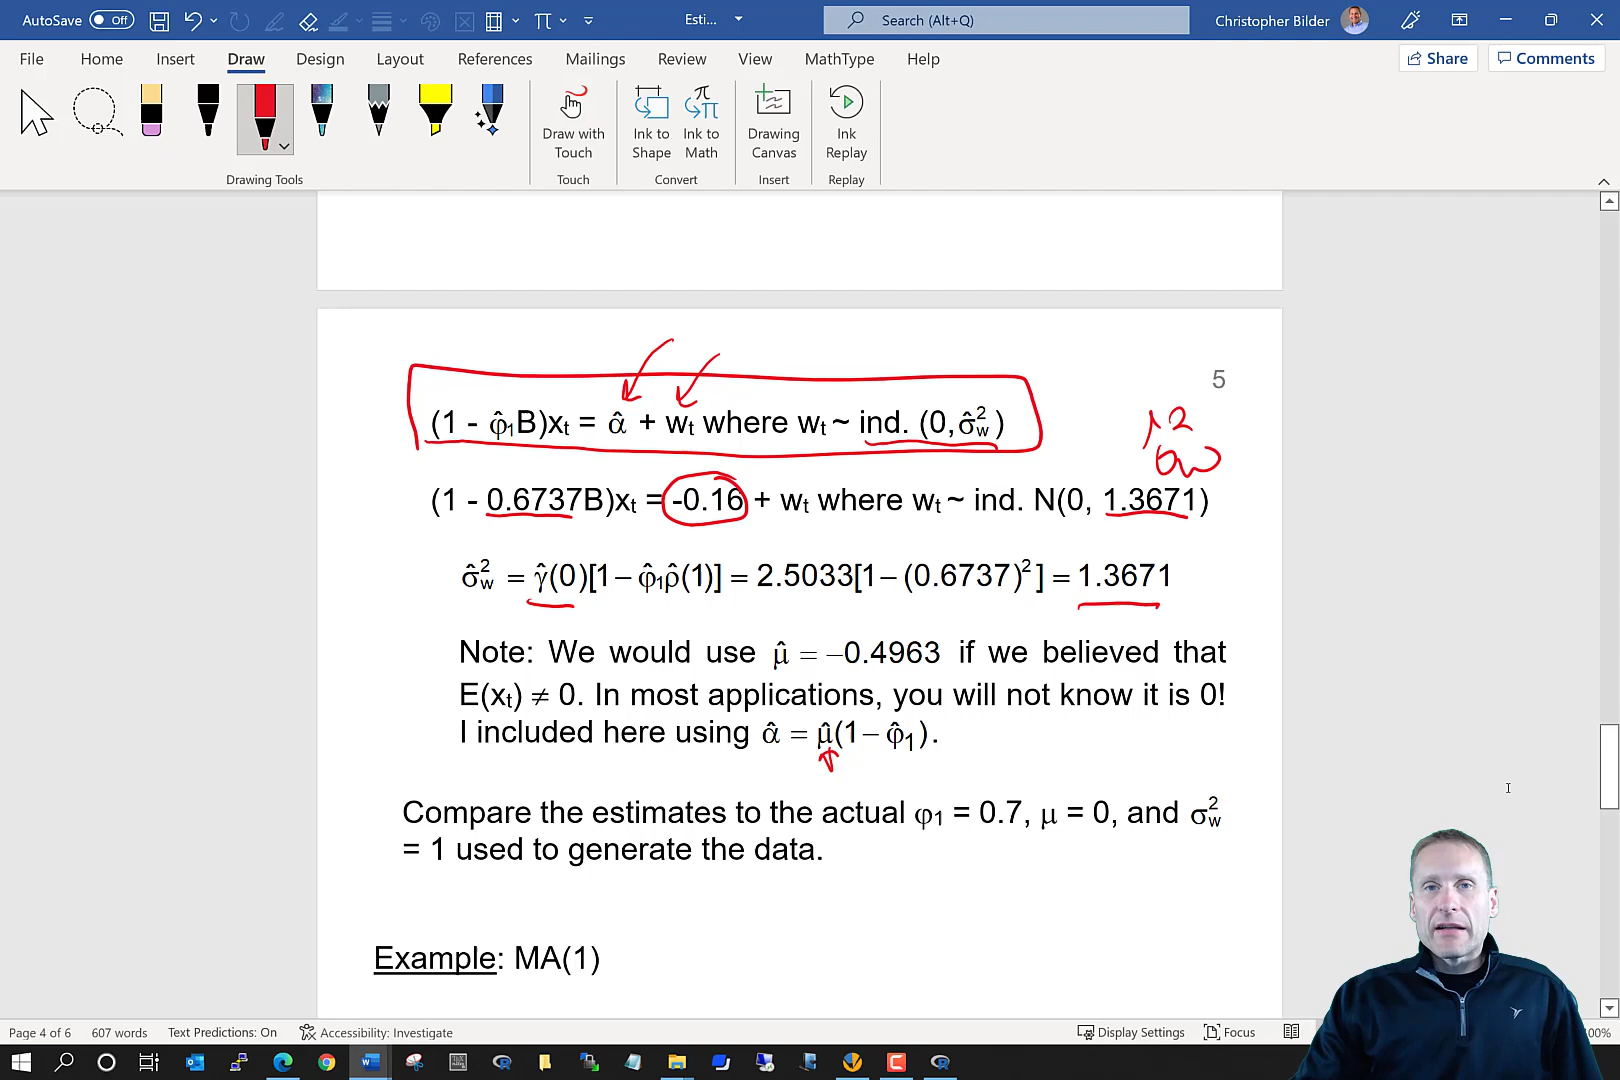 AutoSave Off Esti... Search (Alt+Q) Christopher Bilder
File Home Insert Draw Design Layout References Mailings Review View MathType Help Share Comments
Draw with Touch
Ink to Shape
Ink to Math
Drawing Canvas
Ink Replay
Drawing Tools Touch Convert Insert Replay
5
(1 - φ̂₁B)xₜ = α̂ + wₜ where wₜ ~ ind. (0, σ̂²w)
^2
σw
(1 - 0.6737B)xₜ = -0.16 + wₜ where wₜ ~ ind. N(0, 1.3671)
σ̂²w = γ̂(0)[1 − φ̂₁ρ̂(1)] = 2.5033[1 − (0.6737)²] = 1.3671
Note: We would use μ̂ = −0.4963 if we believed that
E(xₜ) ≠ 0. In most applications, you will not know it is 0!
I included here using α̂ = μ̂(1 − φ̂₁).
Compare the estimates to the actual φ₁ = 0.7, μ = 0, and σ²w
= 1 used to generate the data.
Example: MA(1)
Page 4 of 6 607 words Text Predictions: On Accessibility: Investigate Display Settings Focus 00%